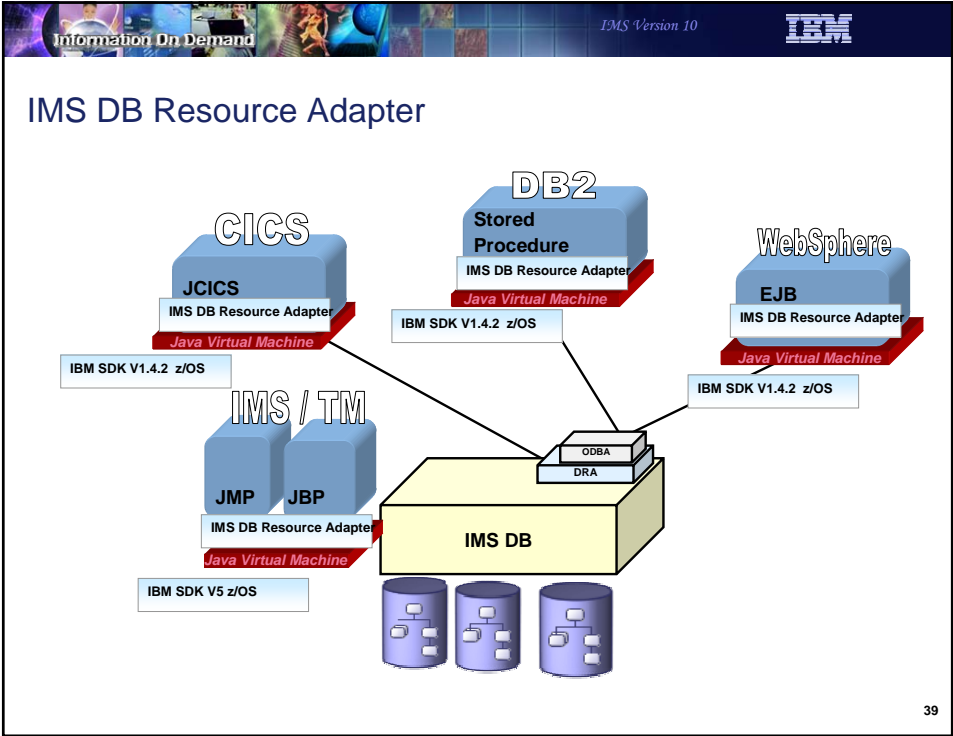 Information On Demand
IMS Version 10
IBM
IMS DB Resource Adapter
CICS
JCICS
IMS DB Resource Adapter
Java Virtual Machine
IBM SDK V1.4.2 z/OS
DB2
Stored
Procedure
IMS DB Resource Adapter
Java Virtual Machine
IBM SDK V1.4.2 z/OS
WebSphere
EJB
IMS DB Resource Adapter
Java Virtual Machine
IBM SDK V1.4.2 z/OS
IMS / TM
JMP JBP
IMS DB Resource Adapter
Java Virtual Machine
IBM SDK V5 z/OS
ODBA
DRA
IMS DB
39